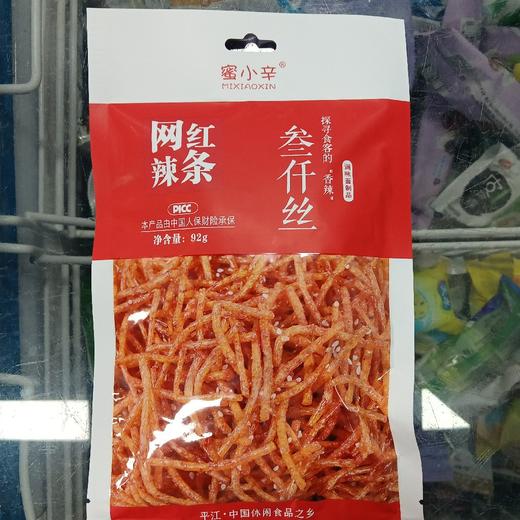 蜜小辛®
MIXIAOXIN
网红
辣条
叁仟丝
探寻食客的
"香辣"
调味面制品
PICC
本产品由中国人保财险承保
净含量: 92g
平江·中国休闲食品之乡